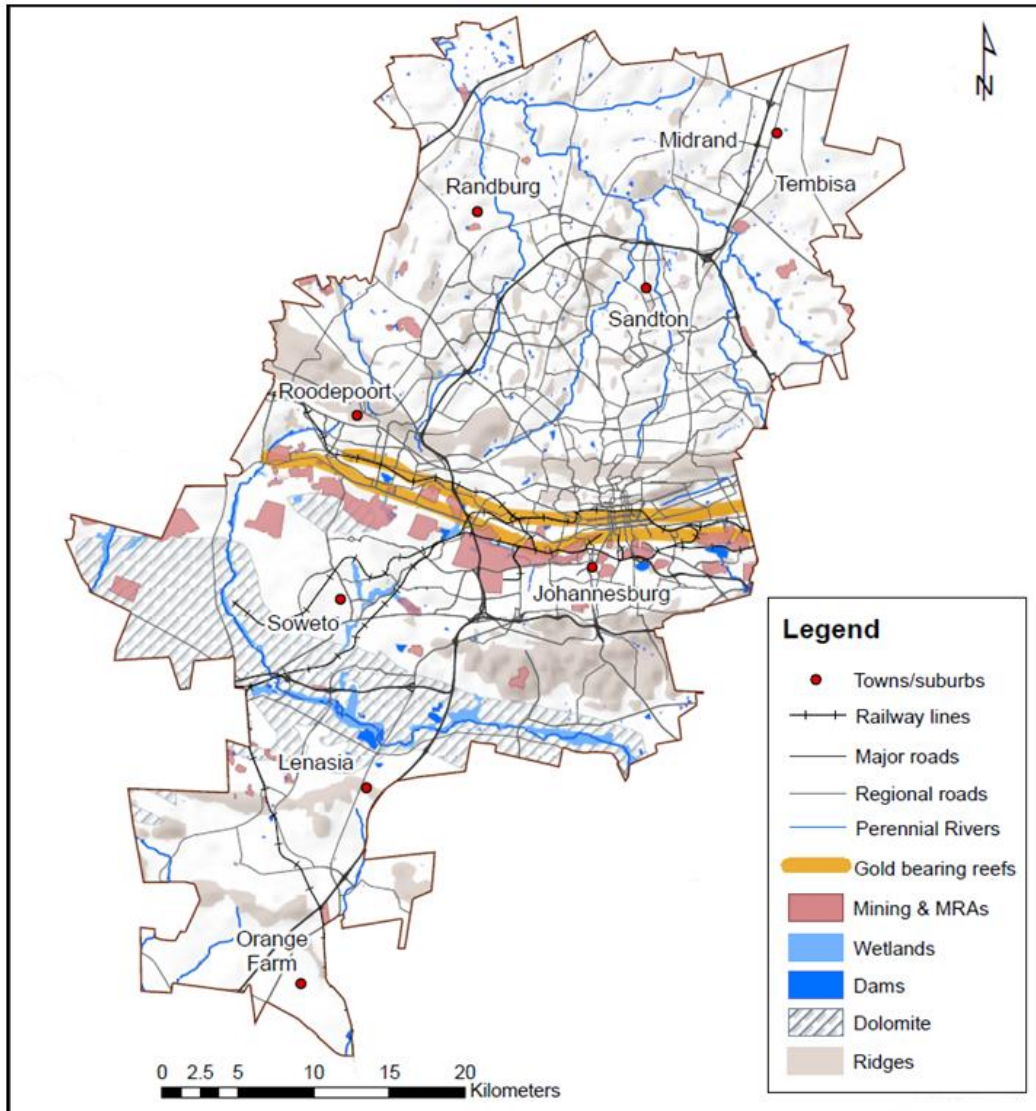 N
Midrand
Randburg
Tembisa
Sandton
Roodepoort
Johannesburg
Soweto
Lenasia
Orange
Farm
Legend
Towns/suburbs
Railway lines
Major roads
Regional roads
Perennial Rivers
Gold bearing reefs
Mining & MRAs
Wetlands
Dams
Dolomite
Ridges
0 2.5 5 10 15 20
Kilometers